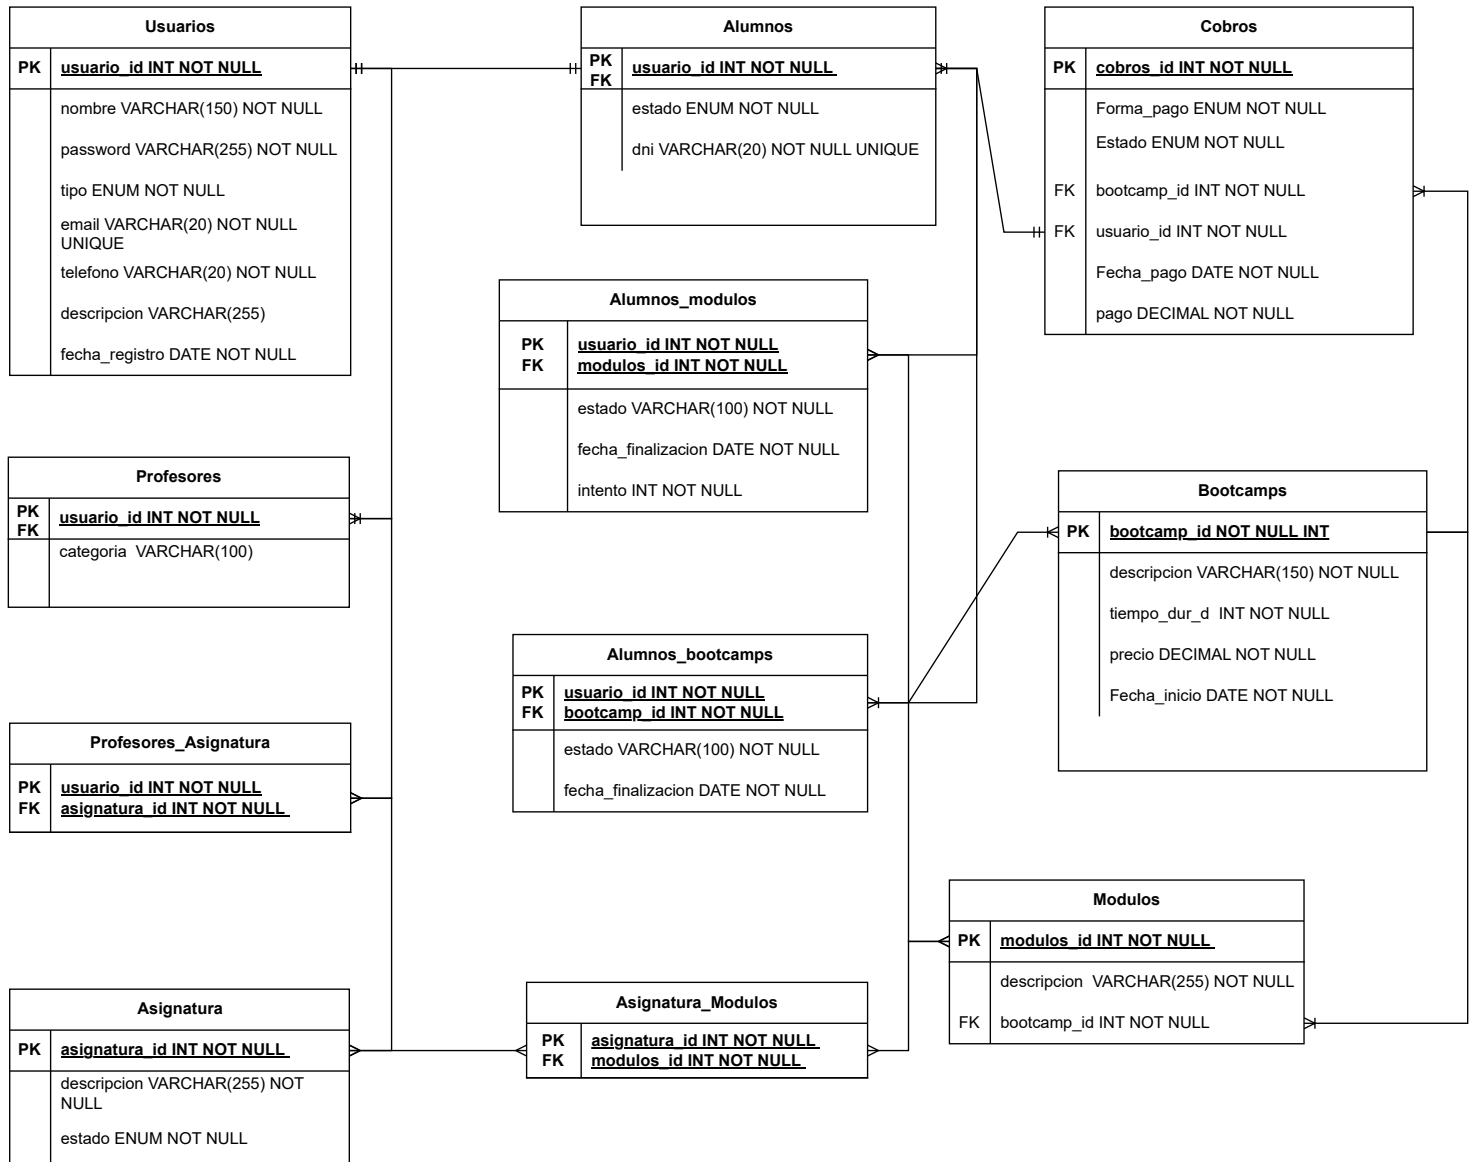 Usuarios
PK
usuario_id INT NOT NULL
nombre VARCHAR(150) NOT NULL
password VARCHAR(255) NOT NULL
tipo ENUM NOT NULL
email VARCHAR(20) NOT NULL
UNIQUE
telefono VARCHAR(20) NOT NULL
descripcion VARCHAR(255)
fecha_registro DATE NOT NULL
Alumnos
PK
FK
usuario_id INT NOT NULL
estado ENUM NOT NULL
dni VARCHAR(20) NOT NULL UNIQUE
Cobros
PK
cobros_id INT NOT NULL
Forma_pago ENUM NOT NULL
Estado ENUM NOT NULL
FK
bootcamp_id INT NOT NULL
FK
usuario_id INT NOT NULL
Fecha_pago DATE NOT NULL
pago DECIMAL NOT NULL
Alumnos_modulos
PK
usuario_id INT NOT NULL
FK
modulos_id INT NOT NULL
estado VARCHAR(100) NOT NULL
fecha_finalizacion DATE NOT NULL
intento INT NOT NULL
Profesores
PK
FK
usuario_id INT NOT NULL
categoria VARCHAR(100)
Bootcamps
PK
bootcamp_id NOT NULL INT
descripcion VARCHAR(150) NOT NULL
tiempo_dur_d INT NOT NULL
precio DECIMAL NOT NULL
Fecha_inicio DATE NOT NULL
Alumnos_bootcamps
PK
usuario_id INT NOT NULL
FK
bootcamp_id INT NOT NULL
estado VARCHAR(100) NOT NULL
fecha_finalizacion DATE NOT NULL
Profesores_Asignatura
PK
usuario_id INT NOT NULL
FK
asignatura_id INT NOT NULL
Modulos
PK
modulos_id INT NOT NULL
descripcion VARCHAR(255) NOT NULL
FK
bootcamp_id INT NOT NULL
Asignatura
PK
asignatura_id INT NOT NULL
descripcion VARCHAR(255) NOT
NULL
estado ENUM NOT NULL
Asignatura_Modulos
PK
asignatura_id INT NOT NULL
FK
modulos_id INT NOT NULL